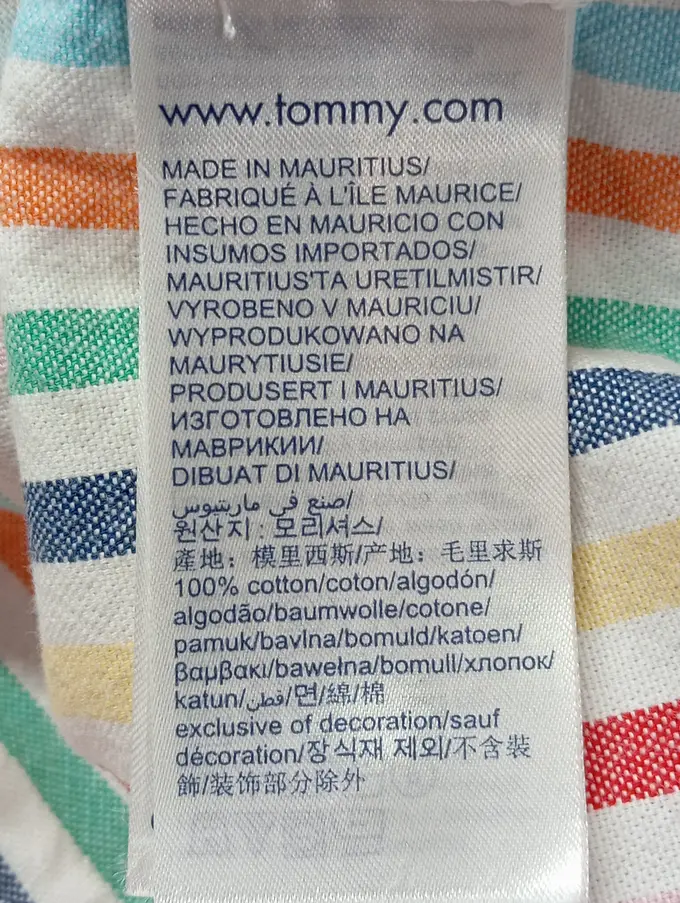 www.tommy.com
MADE IN MAURITIUS/
FABRIQUÉ À L'ÎLE MAURICE/
HECHO EN MAURICIO CON
INSUMOS IMPORTADOS/
MAURITIUS'TA URETILMISTIR/
VYROBENO V MAURICIU/
WYPRODUKOWANO NA
MAURYTIUSIE/
PRODUSERT I MAURITIUS/
ИЗГОТОВЛЕНО НА
МАВРИКИИ/
DIBUAT DI MAURITIUS/
صنع في ماريتيوس/
원산지 : 모리셔스/
產地：模里西斯/产地：毛里求斯
100% cotton/coton/algodón/
algodão/baumwolle/cotone/
pamuk/bavlna/bomuld/katoen/
βαμβακι/bawełna/bomull/хлопок/
katun/قطن/면/綿/棉
exclusive of decoration/sauf
décoration/장식재 제외/不含裝
飾/装饰部分除外